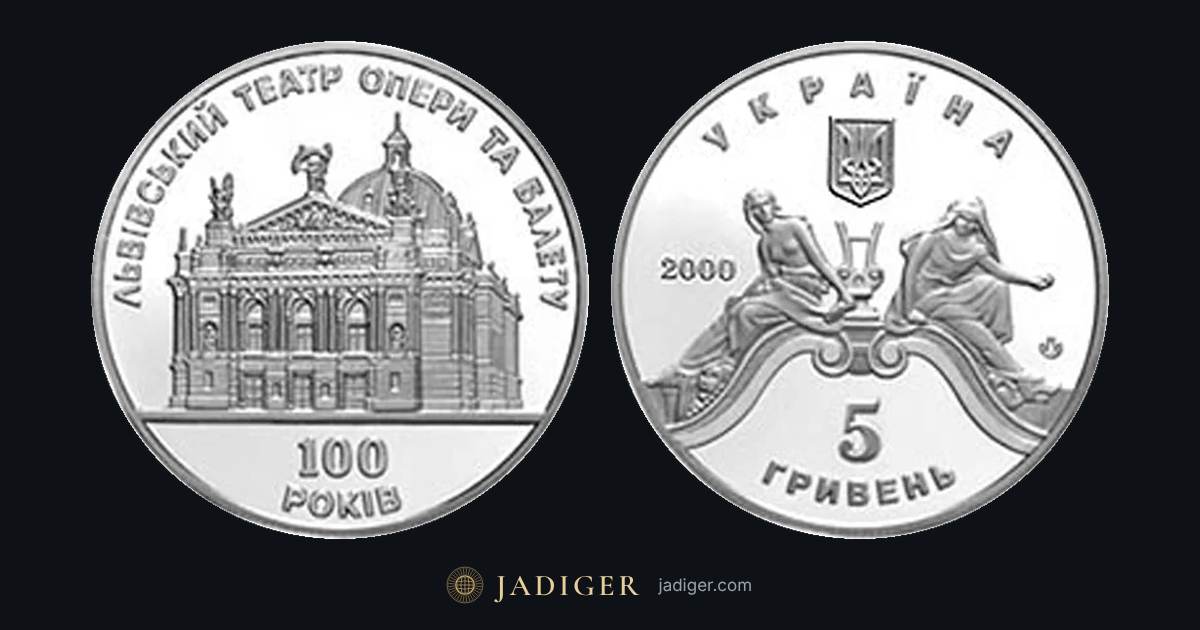 ЛЬВІВСЬКИЙ ТЕАТР ОПЕРИ ТА БАЛЕТУ
100
РОКІВ
УКРАЇНА
2000
5
ГРИВЕНЬ
JADIGER jadiger.com